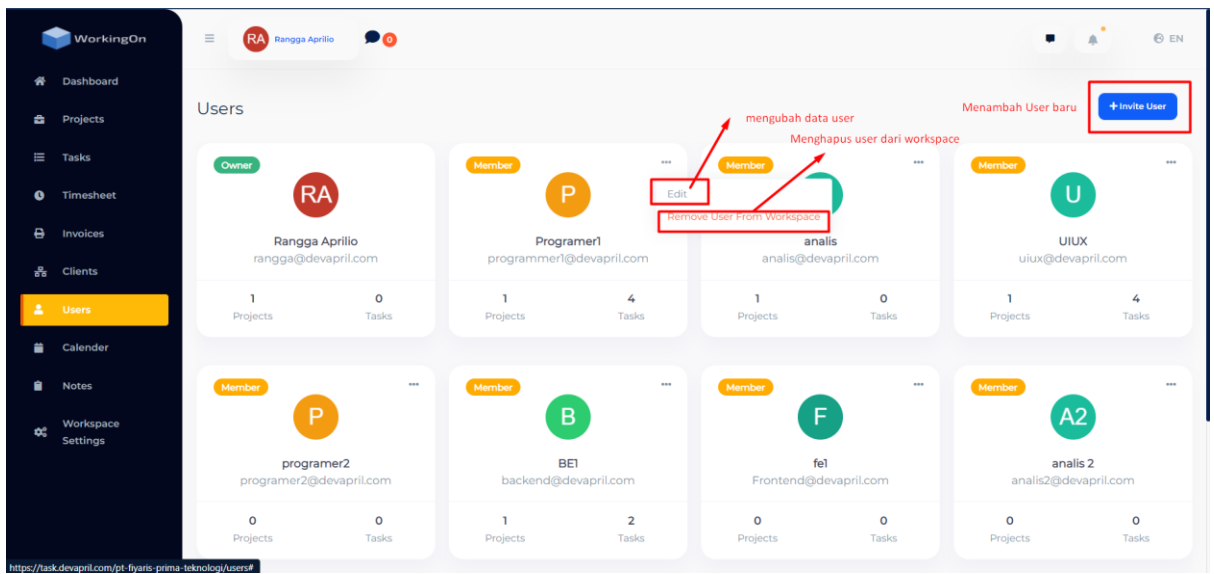 WorkingOn
RA Rangga Aprilio 0
EN
Dashboard
Projects
Tasks
Timesheet
Invoices
Clients
Users
Calender
Notes
Workspace
Settings
Users
Menambah User baru
+ Invite User
mengubah data user
Menghapus user dari workspace
Owner
RA
Rangga Aprilio
rangga@devapril.com
1 0
Projects Tasks
Member
P
Edit
Remove User From Workspace
Programer1
programmer1@devapril.com
1 4
Projects Tasks
Member
analis
analis@devapril.com
1 0
Projects Tasks
Member
U
UIUX
uiux@devapril.com
1 4
Projects Tasks
Member
P
programer2
programer2@devapril.com
0 0
Projects Tasks
Member
B
BE1
backend@devapril.com
1 2
Projects Tasks
Member
F
fe1
Frontend@devapril.com
0 0
Projects Tasks
Member
A2
analis 2
analis2@devapril.com
0 0
Projects Tasks
https://task.devapril.com/pt-fiyaris-prima-teknologi/users#